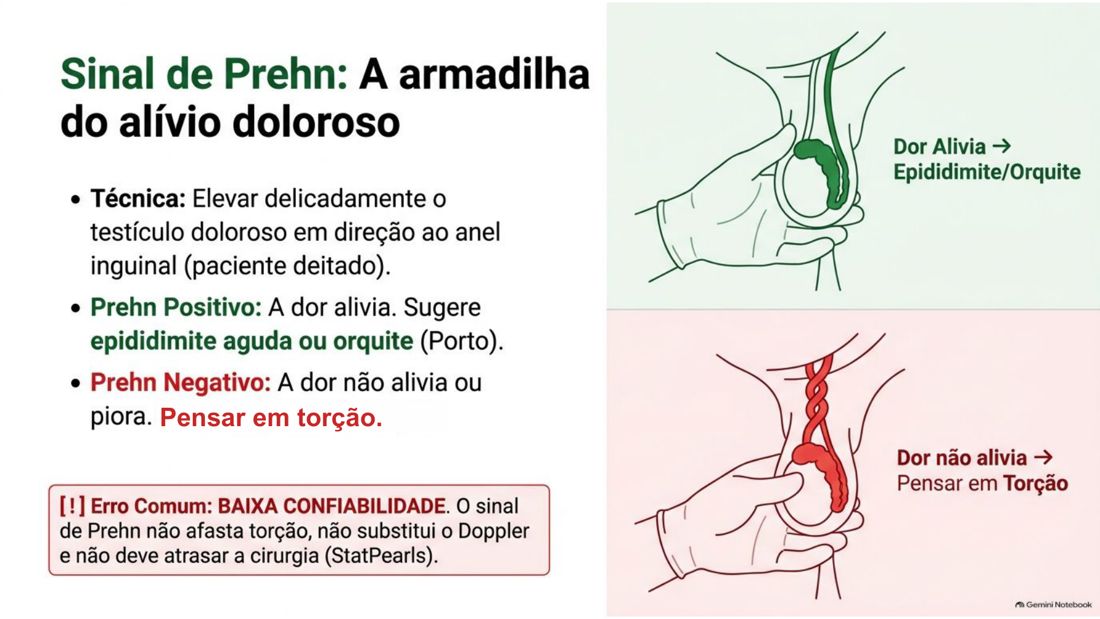 Sinal de Prehn: A armadilha
do alívio doloroso
• Técnica: Elevar delicadamente o
testículo doloroso em direção ao anel
inguinal (paciente deitado).
• Prehn Positivo: A dor alivia. Sugere
epididimite aguda ou orquite (Porto).
• Prehn Negativo: A dor não alivia ou
piora. Pensar em torção.
[!] Erro Comum: BAIXA CONFIABILIDADE. O sinal
de Prehn não afasta torção, não substitui o Doppler
e não deve atrasar a cirurgia (StatPearls).
Dor Alivia →
Epididimite/Orquite
Dor não alivia →
Pensar em Torção
Gemini Notebook